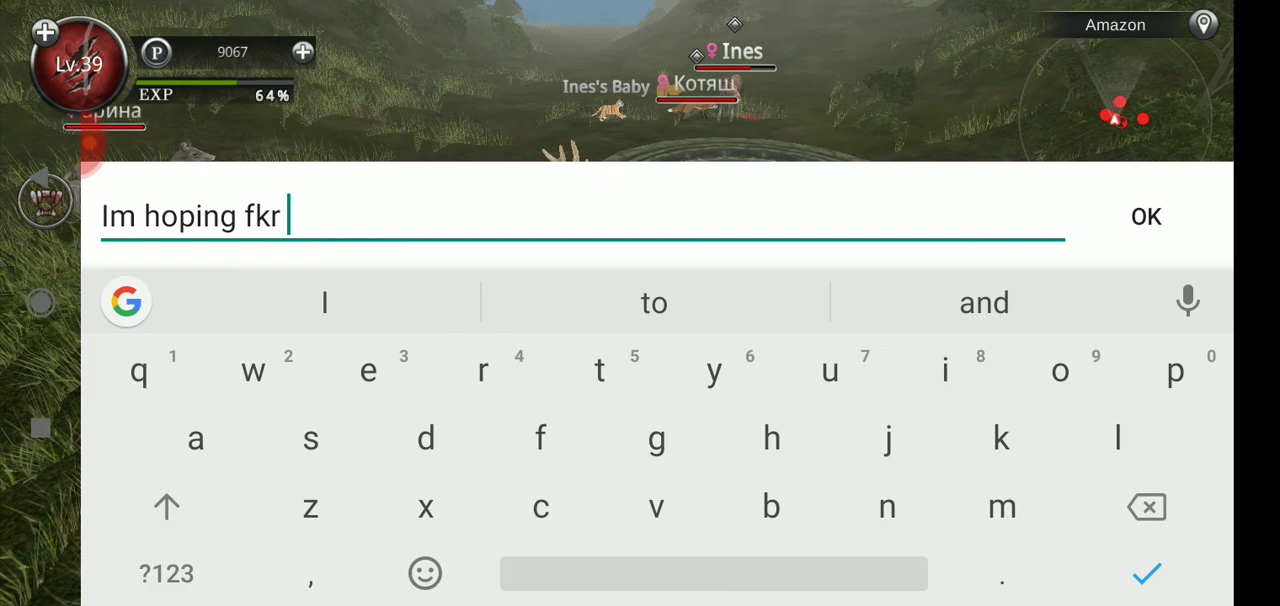 Lv.39
P 9067
EXP 64%
арина
Ines
Ines's Baby
Котяш
Amazon
Im hoping fkr
OK
I to and
q 1 w 2 e 3 r 4 t 5 y 6 u 7 i 8 o 9 p 0
a s d f g h j k l
z x c v b n m
?123 , .